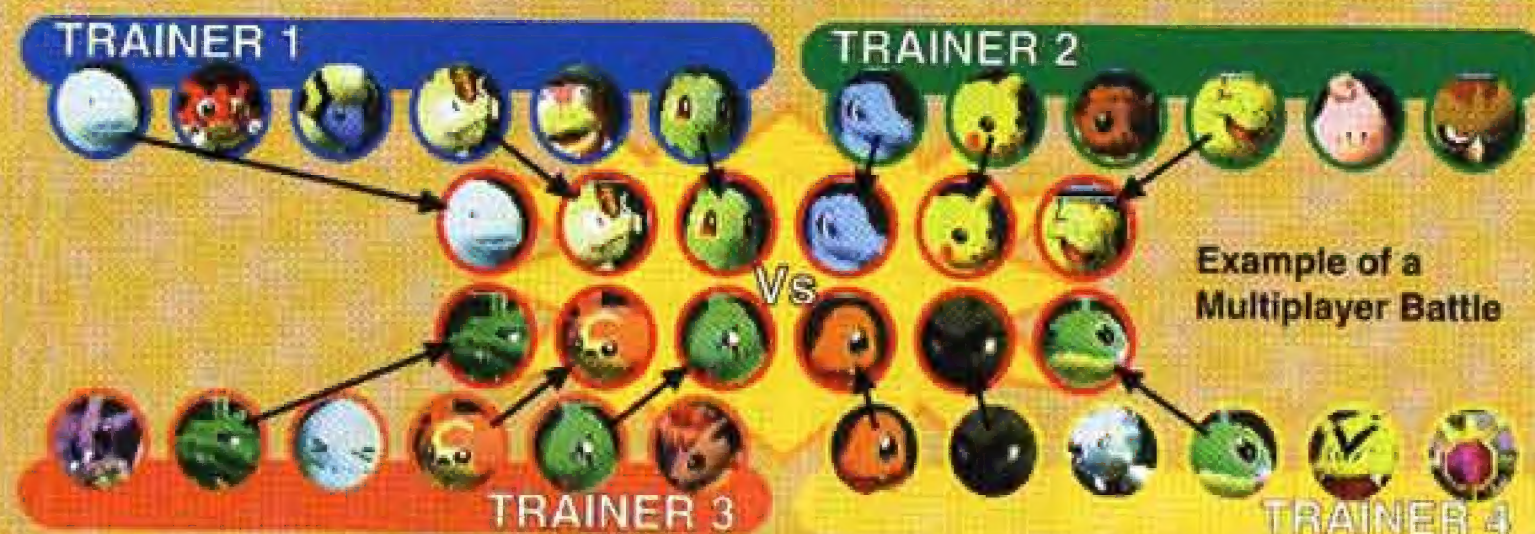 TRAINER 1
TRAINER 2
Vs
Example of a
Multiplayer Battle
TRAINER 3
TRAINER 4